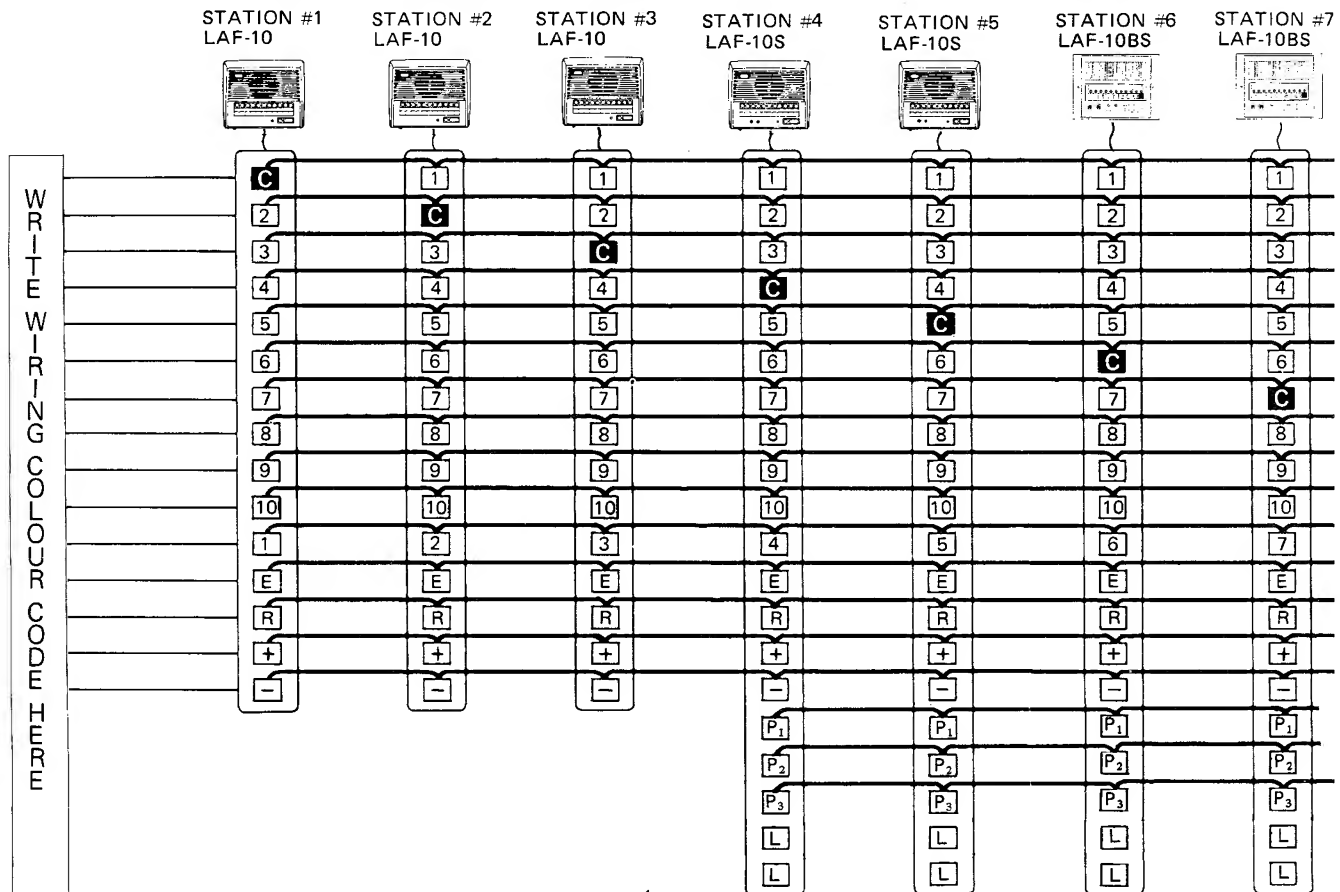 STATION #1 STATION #2 STATION #3 STATION #4 STATION #5 STATION #6 STATION #7
LAF-10 LAF-10 LAF-10 LAF-10S LAF-10S LAF-10BS LAF-10BS
WRITE WIRING COLOUR CODE HERE
C 1 1 1 1 1 1
2 C 2 2 2 2 2
3 3 C 3 3 3 3
4 4 4 C 4 4 4
5 5 5 5 C 5 5
6 6 6 6 6 C 6
7 7 7 7 7 7 C
8 8 8 8 8 8 8
9 9 9 9 9 9 9
10 10 10 10 10 10 10
1 2 3 4 5 6 7
E E E E E E E
R R R R R R R
+ + + + + + +
− − − − − − −
P₁ P₁ P₁ P₁
P₂ P₂ P₂ P₂
P₃ P₃ P₃ P₃
L L L L
L L L L